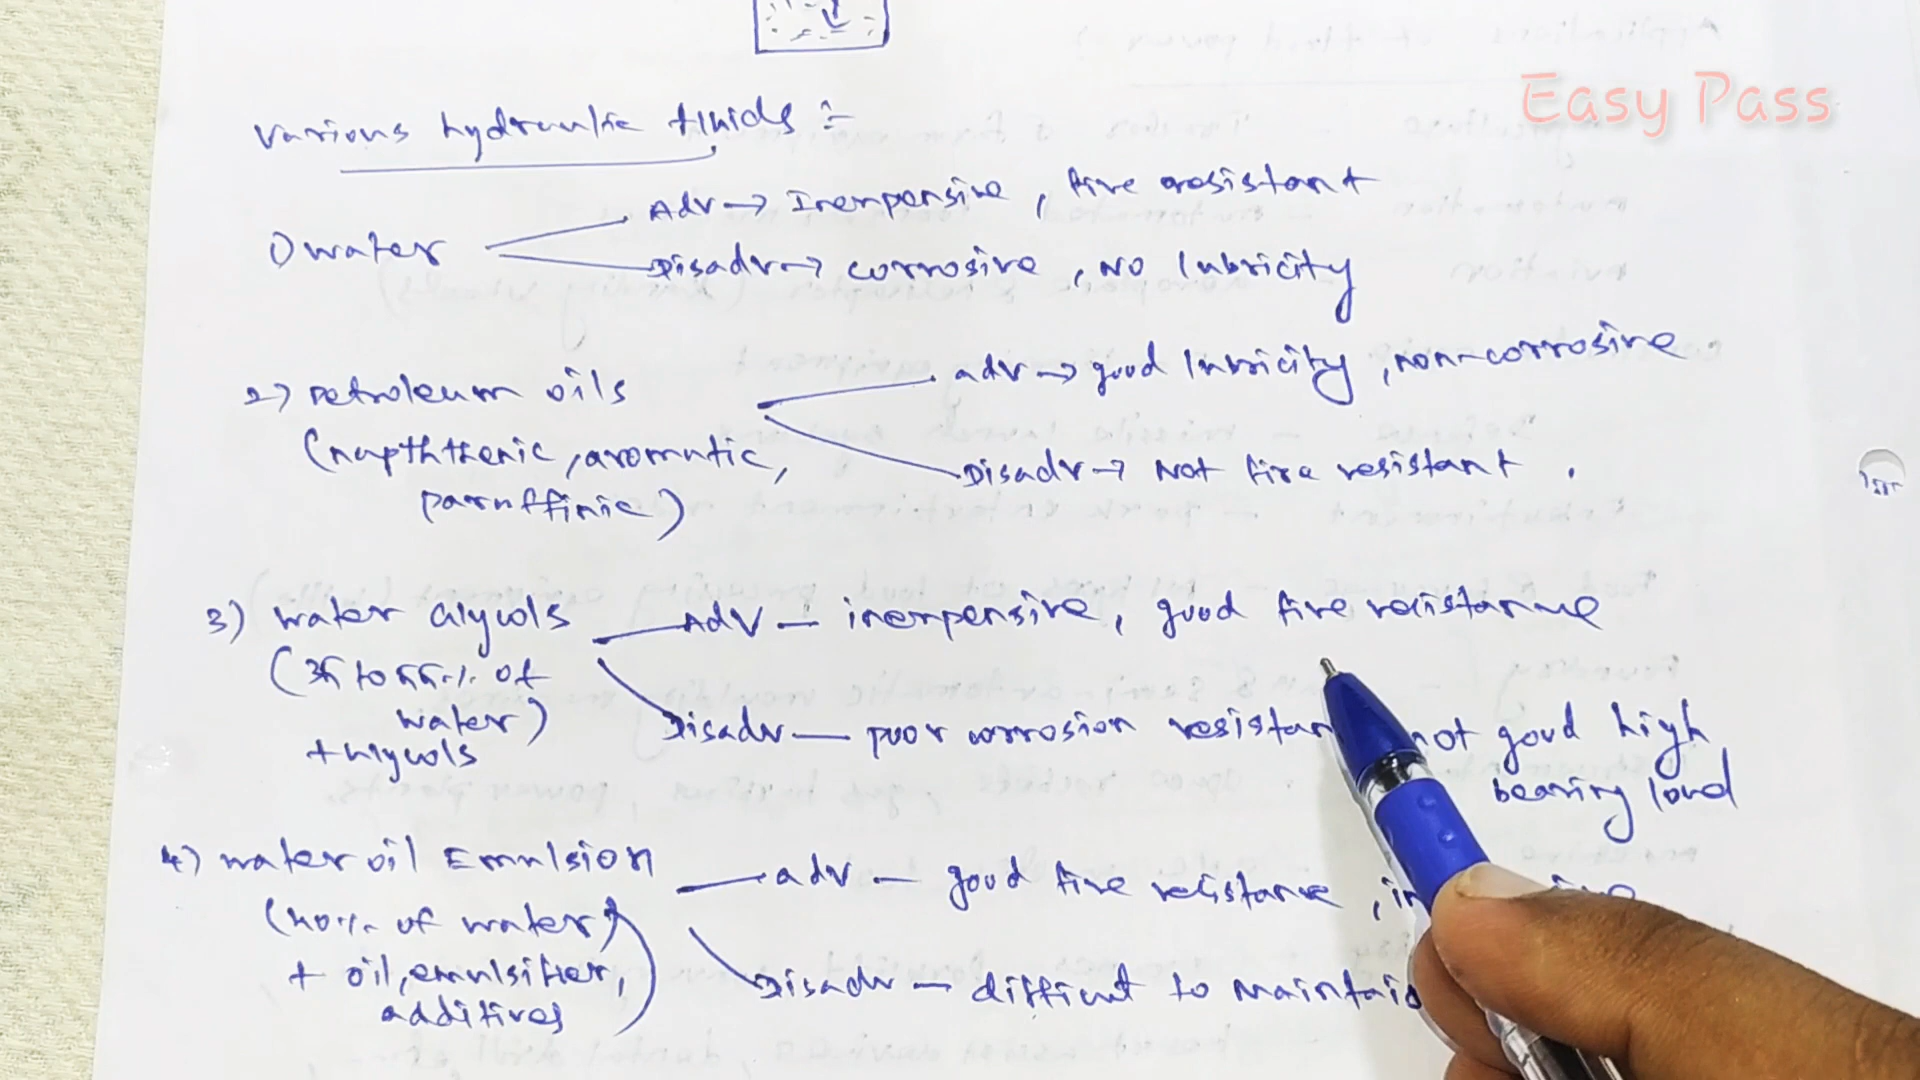 Easy Pass
Various hydraulic fluids :-
1) water
Adv → Inexpensive, fire resistant
Disadv → corrosive, No lubricity
2) Petroleum oils
(napththenic, aromatic,
paraffinic)
adv → good lubricity, non-corrosive
Disadv → Not fire resistant.
3) water Glycols
(35 to 55% of
water)
+ Glycols
Adv — inexpensive, good fire resistance
Disadv — poor corrosion not good high
bearing load
4) water oil Emulsion
(40% of water)
+ oil, emulsifier,
additives
adv — good fire resistance,
Disadv — difficult to maintain